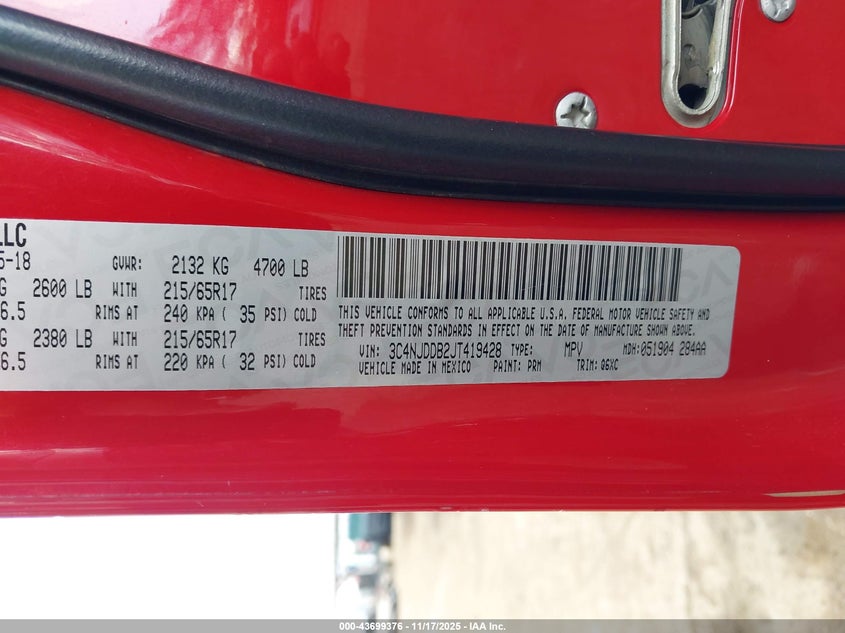 LLC
5-18 GVWR: 2132 KG 4700 LB
G 2600 LB WITH 215/65R17 TIRES
6.5 RIMS AT 240 KPA ( 35 PSI) COLD
G 2380 LB WITH 215/65R17 TIRES
6.5 RIMS AT 220 KPA ( 32 PSI) COLD
THIS VEHICLE CONFORMS TO ALL APPLICABLE U.S.A. FEDERAL MOTOR VEHICLE SAFETY AND
THEFT PREVENTION STANDARDS IN EFFECT ON THE DATE OF MANUFACTURE SHOWN ABOVE.
VIN: 3C4NJDDB2JT419428 TYPE: MPV MDH:051904 284AA
VEHICLE MADE IN MEXICO PAINT: PRM TRIM: Q6XC
000-43699376 - 11/17/2025 - IAA Inc.